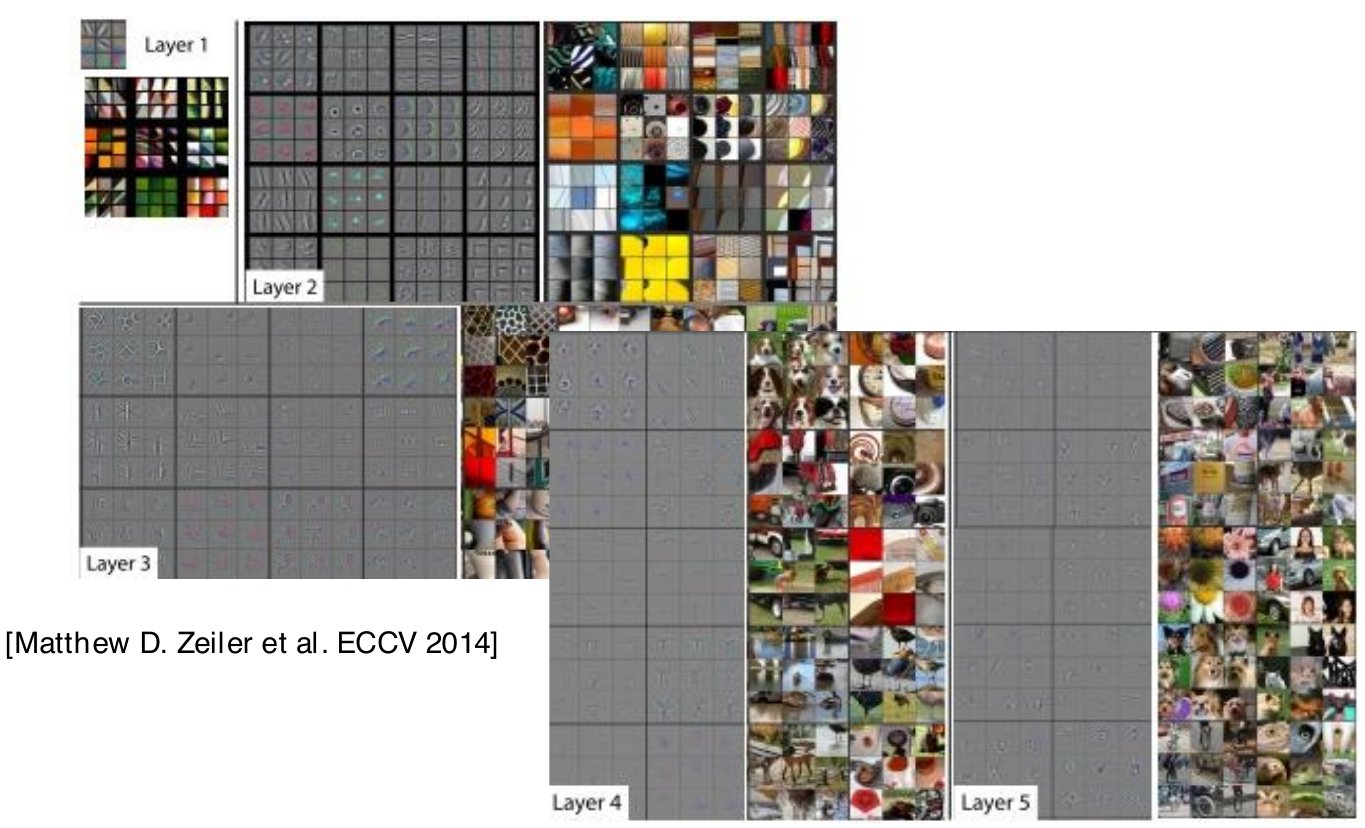 Layer 1
Layer 2
Layer 3
[Matthew D. Zeiler et al. ECCV 2014]
Layer 4
Layer 5